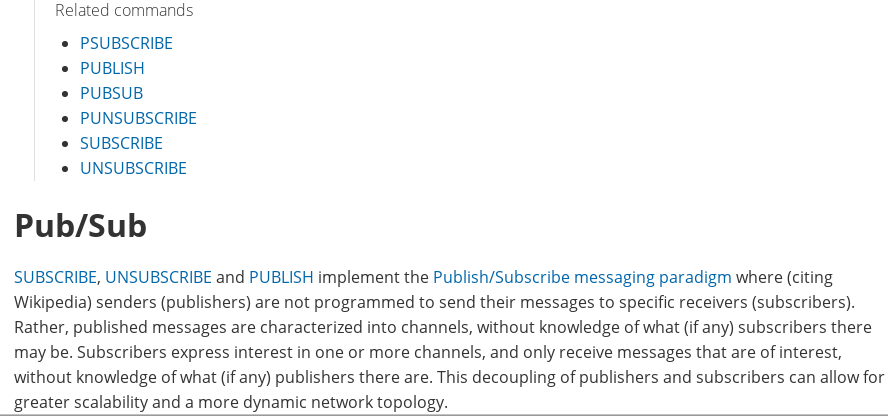 Related commands
PSUBSCRIBE
PUBLISH
PUBSUB
PUNSUBSCRIBE
SUBSCRIBE
UNSUBSCRIBE
Pub/Sub
SUBSCRIBE, UNSUBSCRIBE and PUBLISH implement the Publish/Subscribe messaging paradigm where (citing
Wikipedia) senders (publishers) are not programmed to send their messages to specific receivers (subscribers).
Rather, published messages are characterized into channels, without knowledge of what (if any) subscribers there
may be. Subscribers express interest in one or more channels, and only receive messages that are of interest,
without knowledge of what (if any) publishers there are. This decoupling of publishers and subscribers can allow for
greater scalability and a more dynamic network topology.